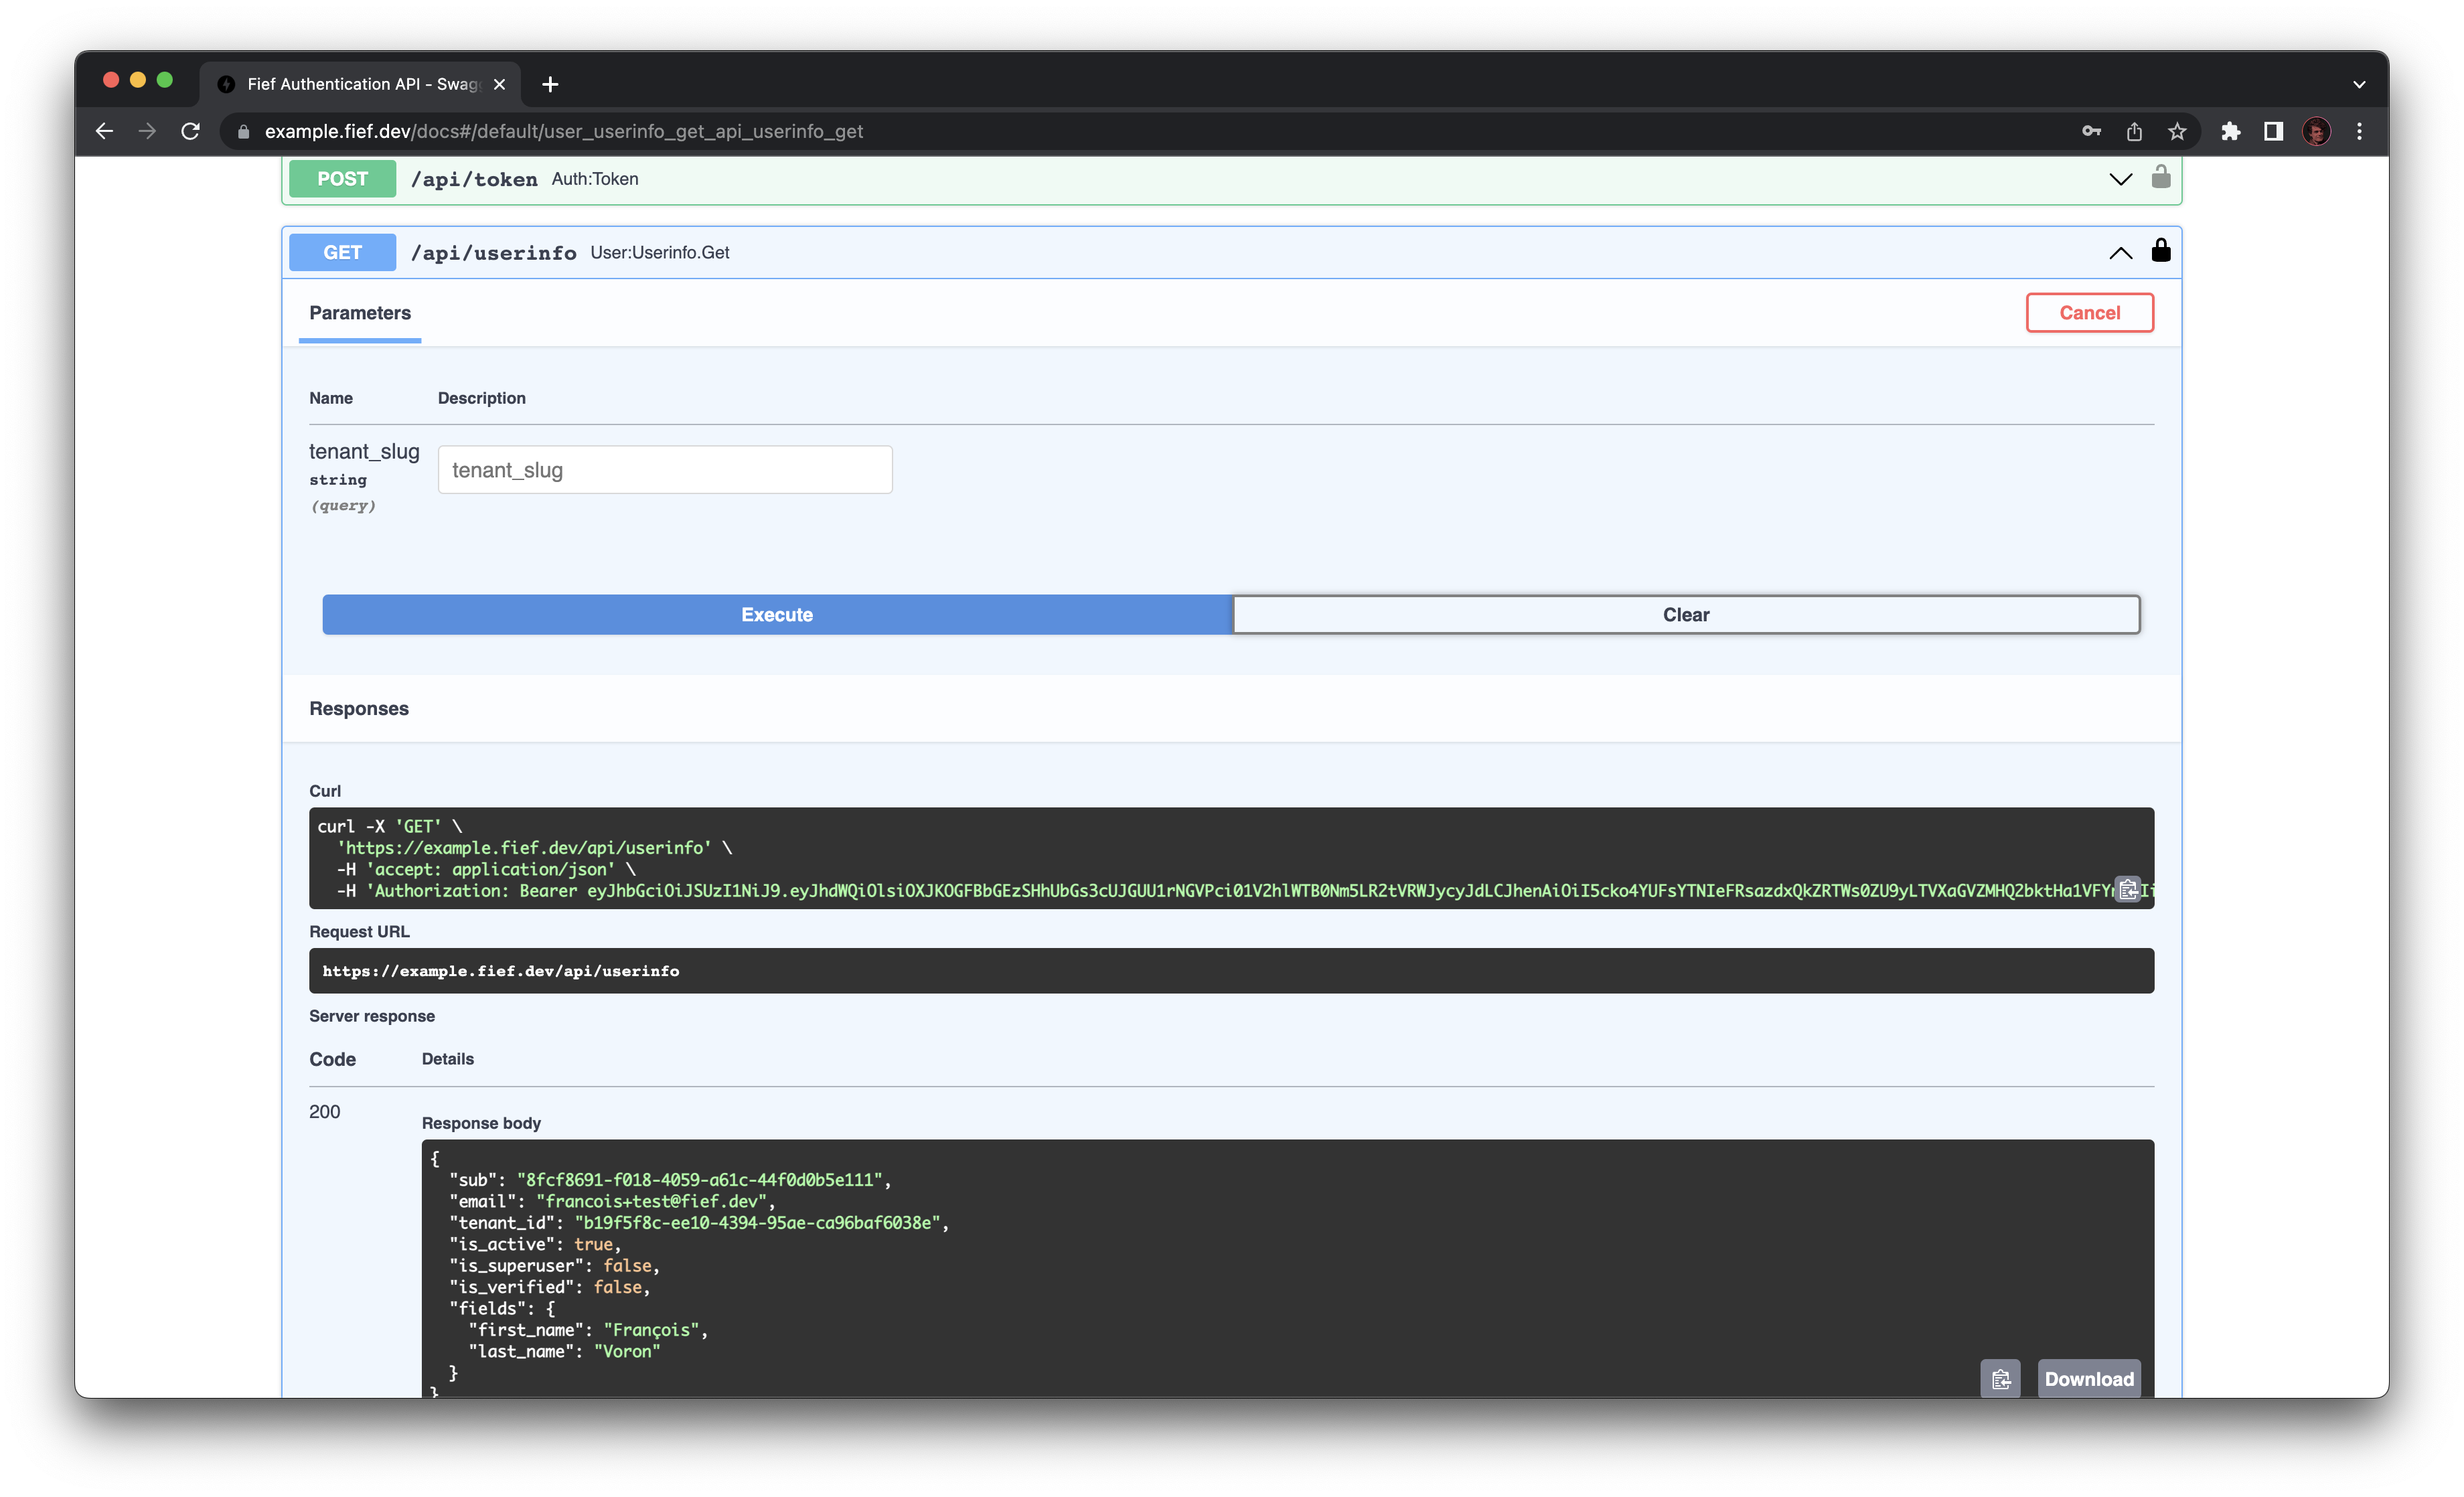 Fief Authentication API - Swag
example.fief.dev/docs#/default/user_userinfo_get_api_userinfo_get
POST /api/token Auth:Token
GET /api/userinfo User:Userinfo.Get
Parameters
Cancel
Name Description
tenant_slug
string
(query)
tenant_slug
Execute
Clear
Responses
Curl
curl -X 'GET' \
'https://example.fief.dev/api/userinfo' \
-H 'accept: application/json' \
-H 'Authorization: Bearer
Request URL
https://example.fief.dev/api/userinfo
Server response
Code Details
200
Response body
{
"sub": "8fcf8691-f018-4059-a61c-44f0d0b5e111",
"email": "francois+test@fief.dev",
"tenant_id": "b19f5f8c-ee10-4394-95ae-ca96baf6038e",
"is_active": true,
"is_superuser": false,
"is_verified": false,
"fields": {
"first_name": "François",
"last_name": "Voron"
}
}
Download